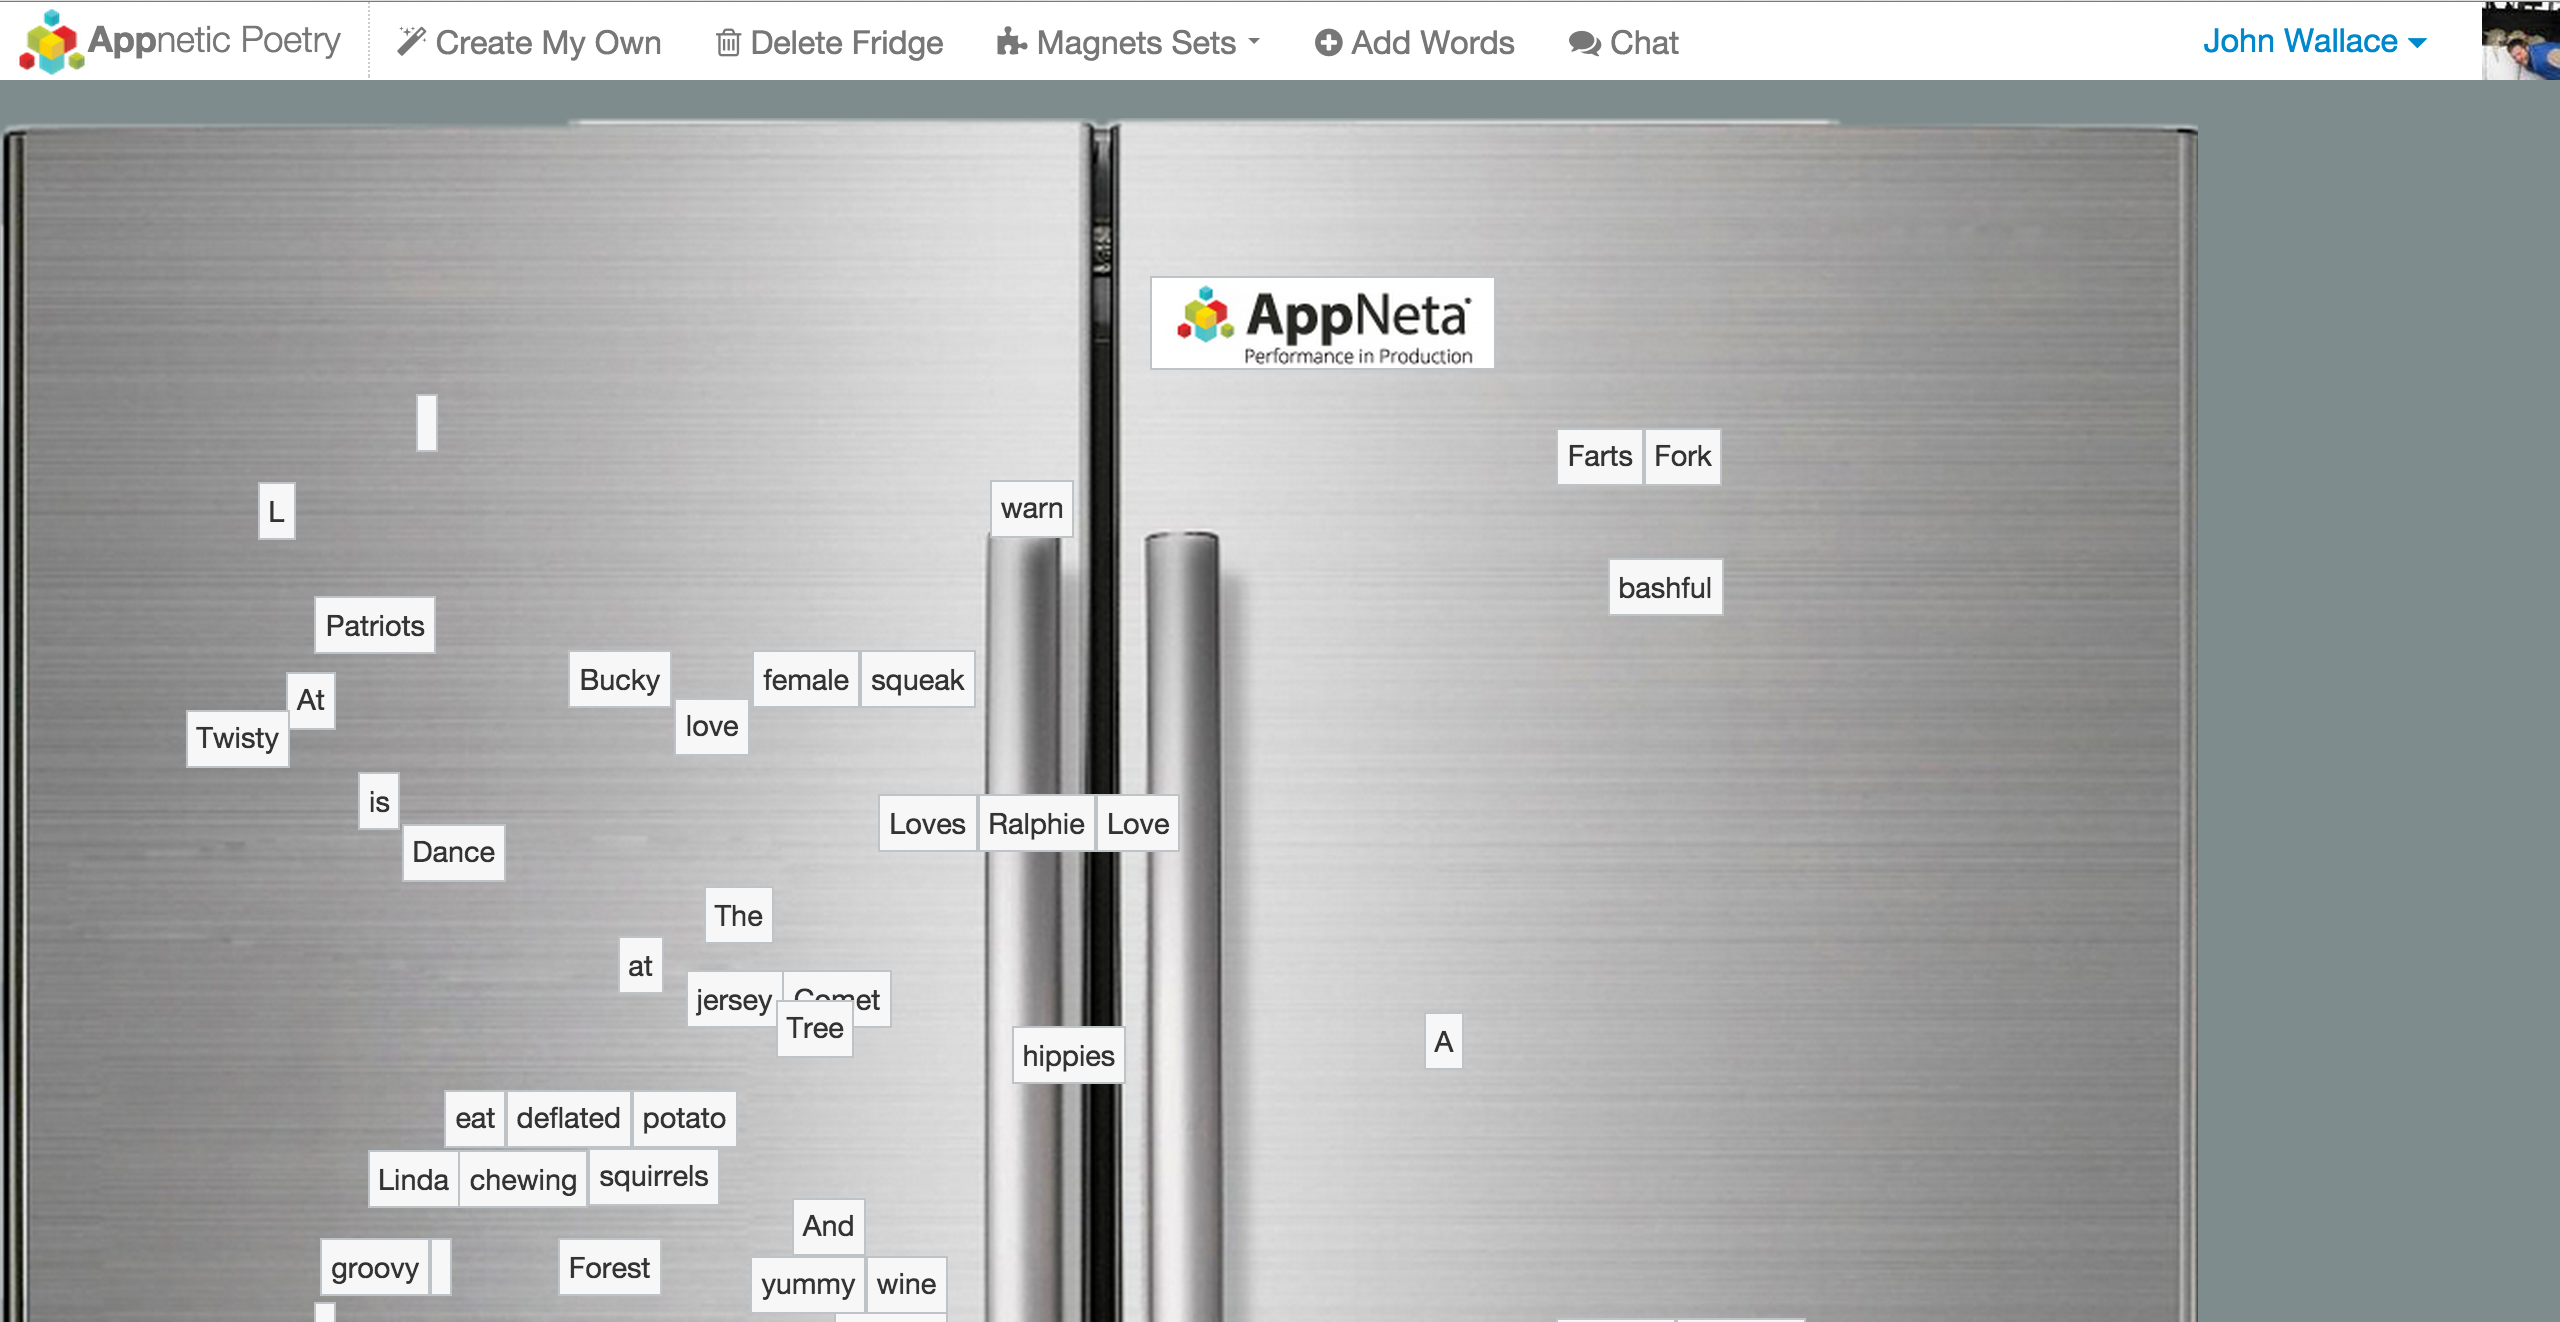 Appnetic Poetry Create My Own Delete Fridge Magnets Sets Add Words Chat John Wallace
AppNeta
Performance in Production
Farts Fork
L
warn
bashful
Patriots
Bucky female squeak
At
love
Twisty
is
Loves Ralphie Love
Dance
The
at
jersey Comet
Tree
hippies
A
eat deflated potato
Linda chewing squirrels
And
groovy Forest
yummy wine